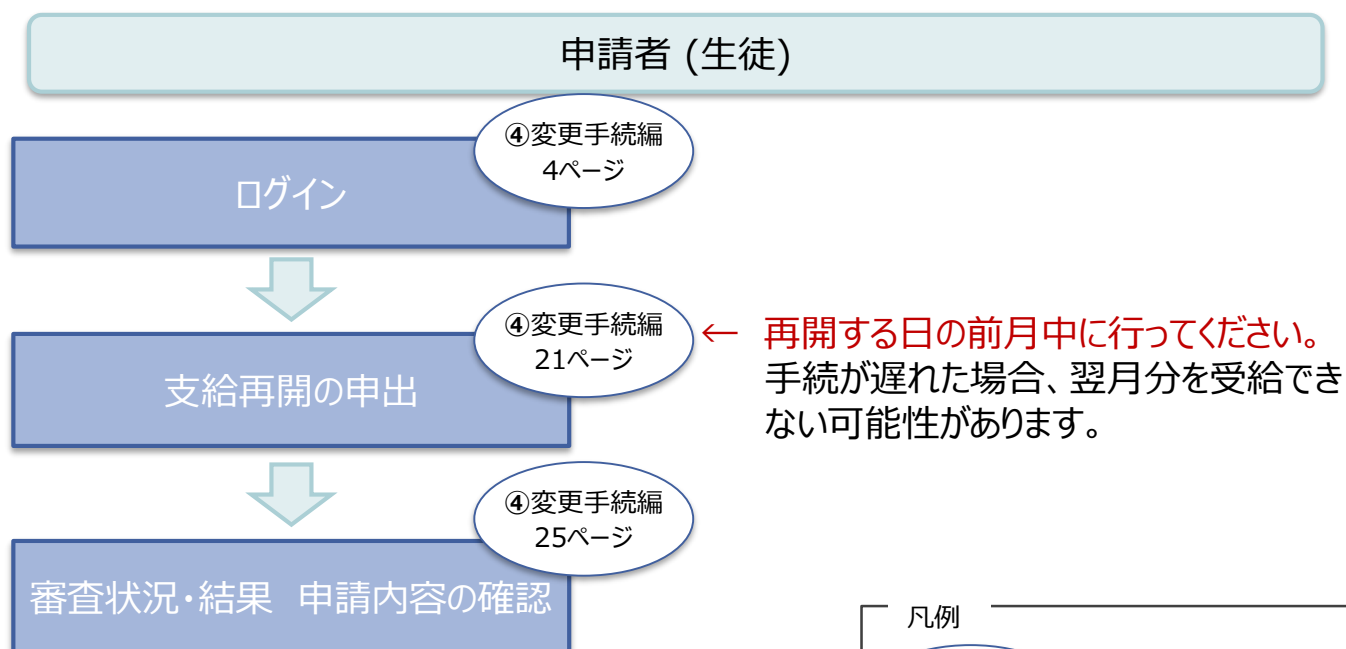 申請者 (生徒)
④変更手続編
4ページ
ログイン
④変更手続編
21ページ
← 再開する日の前月中に行ってください。
手続が遅れた場合、翌月分を受給でき
ない可能性があります。
支給再開の申出
④変更手続編
25ページ
審査状況・結果　申請内容の確認
凡例